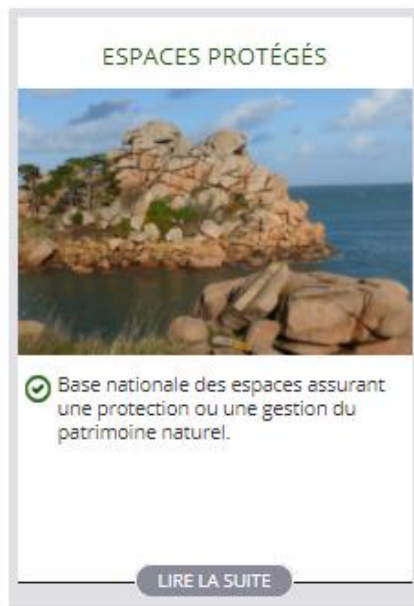 ESPACES PROTÉGÉS
Base nationale des espaces assurant
une protection ou une gestion du
patrimoine naturel.
LIRE LA SUITE